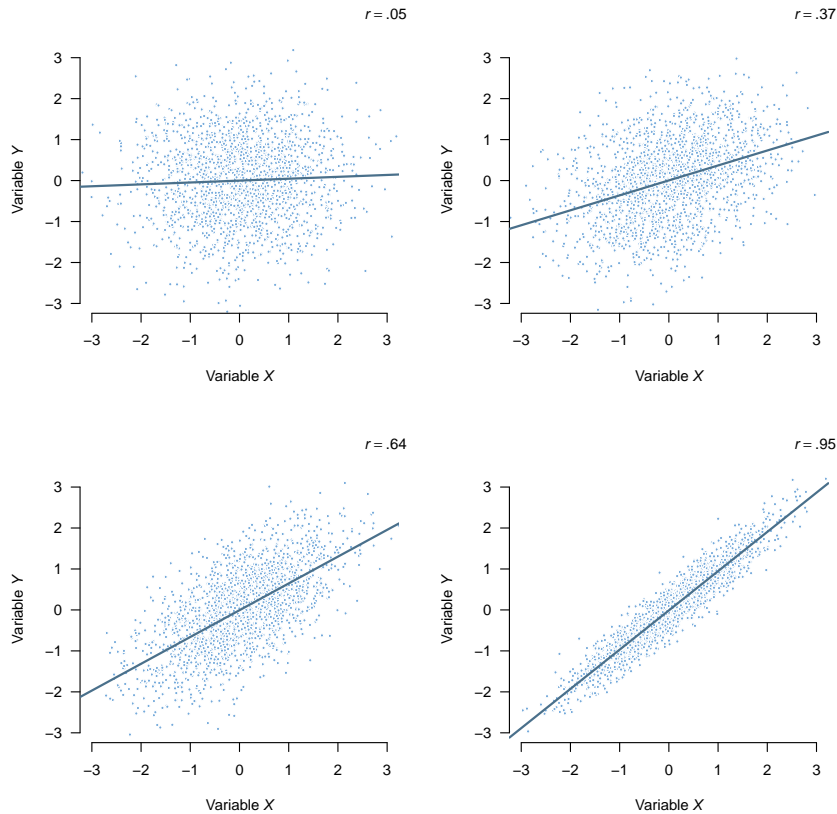 r = .05
3
2
1
0
−1
−2
−3
Variable Y
−3 −2 −1 0 1 2 3
Variable X
r = .37
3
2
1
0
−1
−2
−3
Variable Y
−3 −2 −1 0 1 2 3
Variable X
r = .64
3
2
1
0
−1
−2
−3
Variable Y
−3 −2 −1 0 1 2 3
Variable X
r = .95
3
2
1
0
−1
−2
−3
Variable Y
−3 −2 −1 0 1 2 3
Variable X